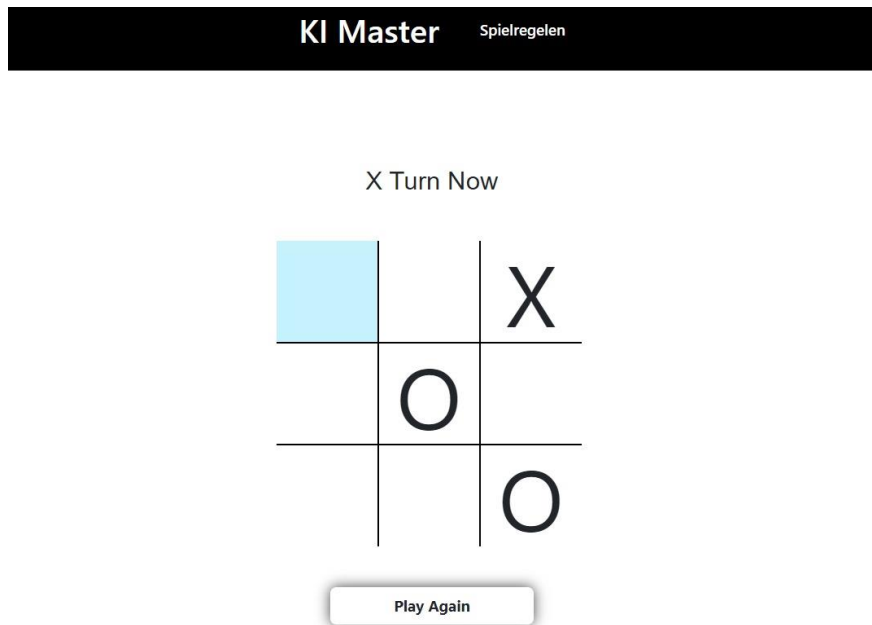 KI Master Spielregelen
X Turn Now
X
O
O
Play Again